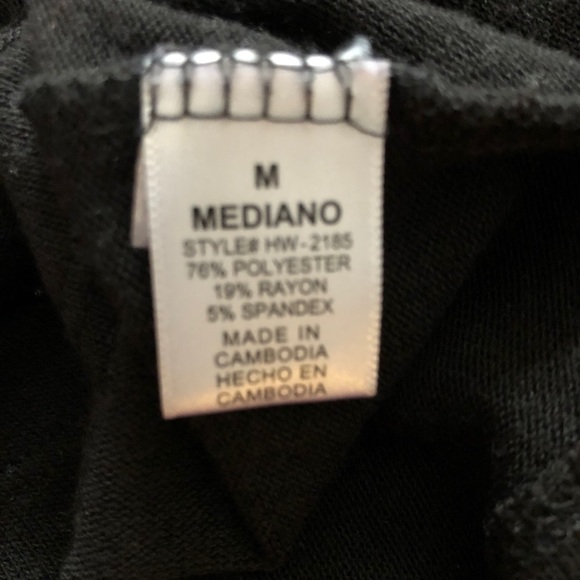 M
MEDIANO
STYLE# HW-2185
76% POLYESTER
19% RAYON
5% SPANDEX
MADE IN
CAMBODIA
HECHO EN
CAMBODIA